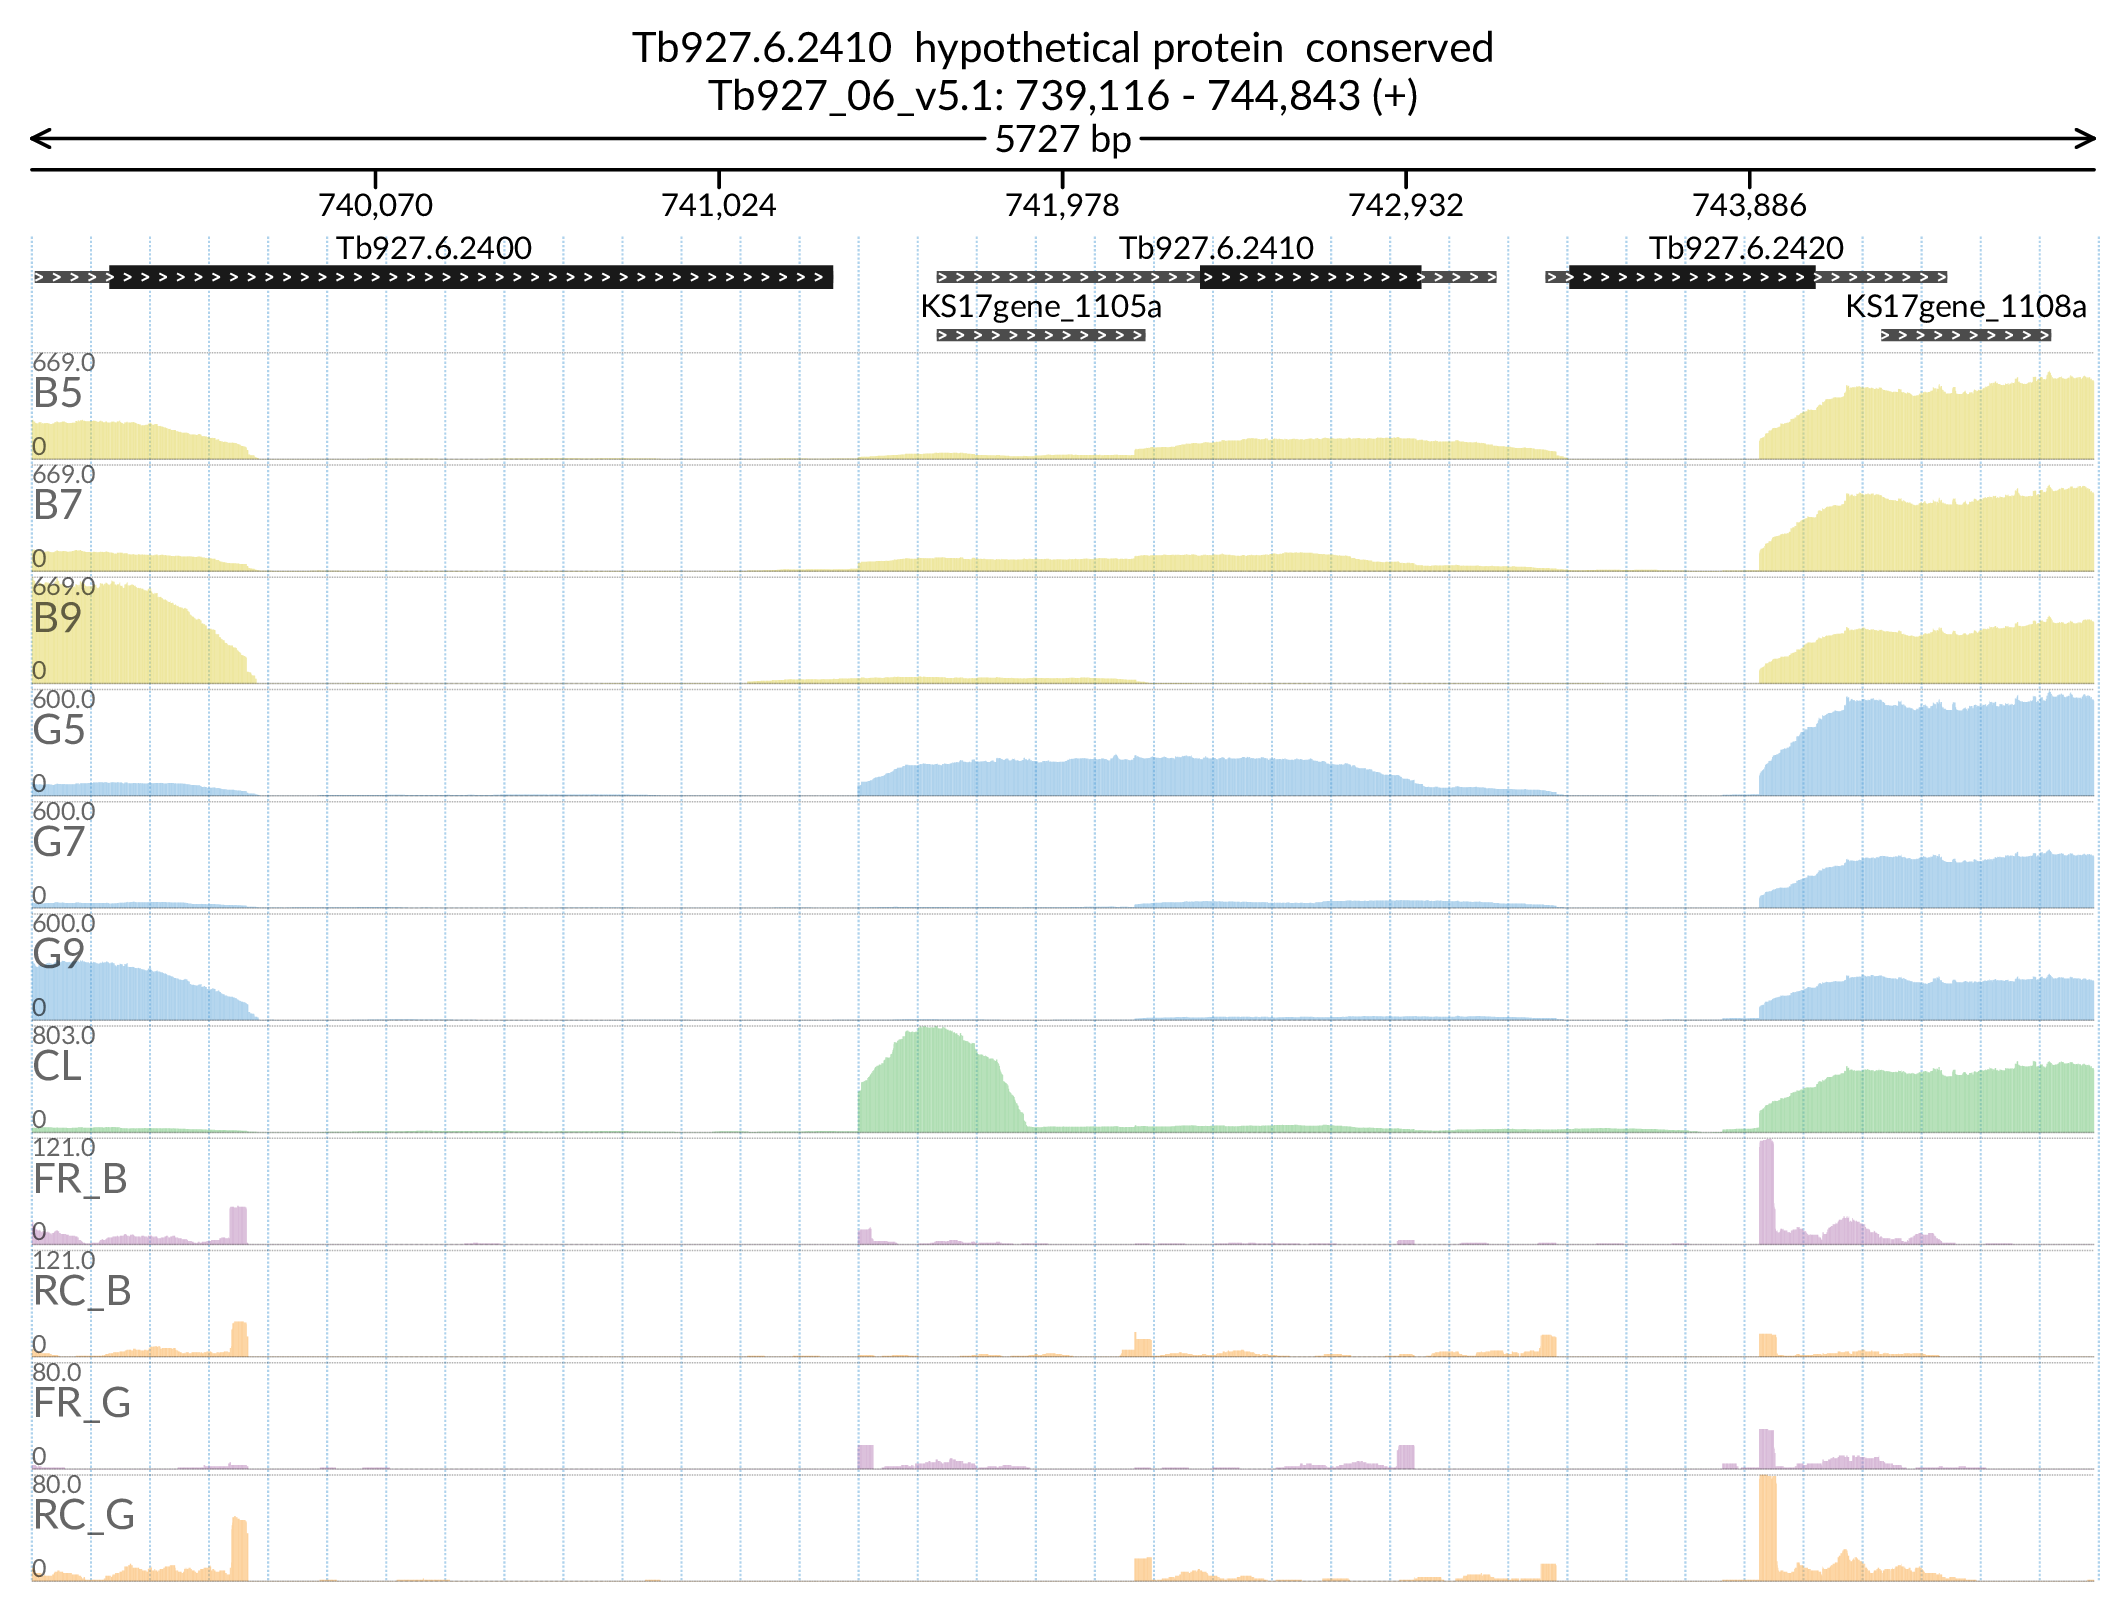 Tb927.6.2410 hypothetical protein conserved
Tb927_06_v5.1: 739,116 - 744,843 (+)
5727 bp
740,070 741,024 741,978 742,932 743,886
Tb927.6.2400 Tb927.6.2410 Tb927.6.2420
KS17gene_1105a KS17gene_1108a
669.0
B5
0
669.0
B7
0
669.0
B9
0
600.0
G5
0
600.0
G7
0
600.0
G9
0
803.0
CL
0
121.0
FR_B
0
121.0
RC_B
0
80.0
FR_G
0
80.0
RC_G
0